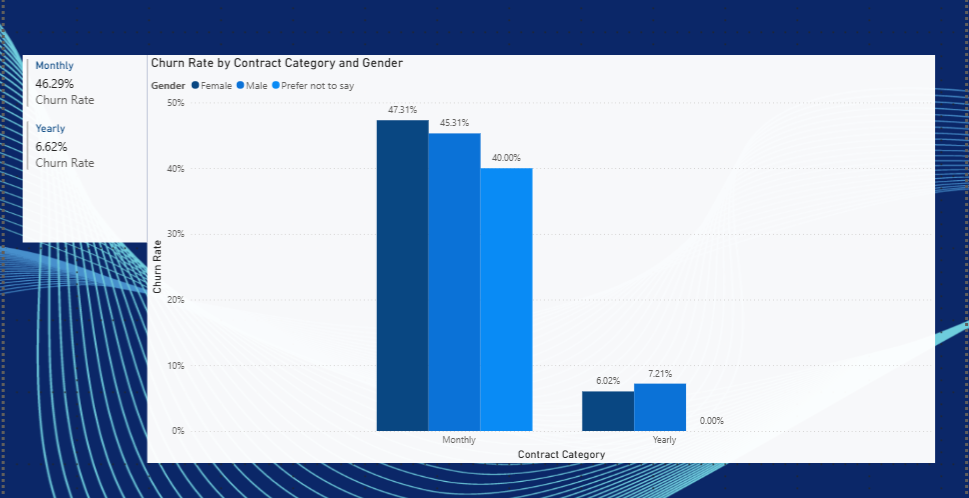 Monthly
46.29%
Churn Rate
Yearly
6.62%
Churn Rate
Churn Rate by Contract Category and Gender
Gender Female Male Prefer not to say
50%
40%
30%
20%
10%
0%
Churn Rate
47.31%
45.31%
40.00%
6.02%
7.21%
0.00%
Monthly
Yearly
Contract Category